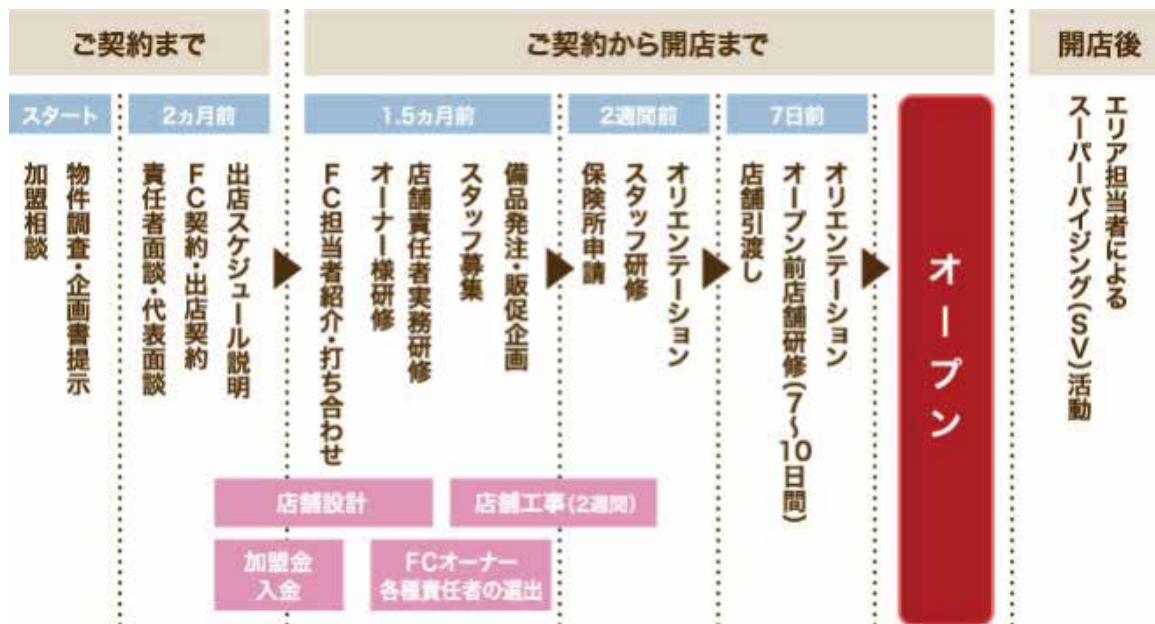 ご契約まで
ご契約から開店まで
開店後
スタート
2ヵ月前
1.5ヵ月前
2週間前
7日前
加盟相談
物件調査・企画書提示
責任者面談・代表面談
FC契約・出店契約
出店スケジュール説明
FC担当者紹介・打ち合わせ
オーナー様研修
店舗責任者実務研修
スタッフ募集
備品発注・販促企画
保険所申請
スタッフ研修
オリエンテーション
店舗引渡し
オープン前店舗研修(7〜10日間)
オリエンテーション
オープン
エリア担当者による
スーパーバイジング(SV)活動
店舗設計
店舗工事(2週間)
加盟金
入金
FCオーナー
各種責任者の選出